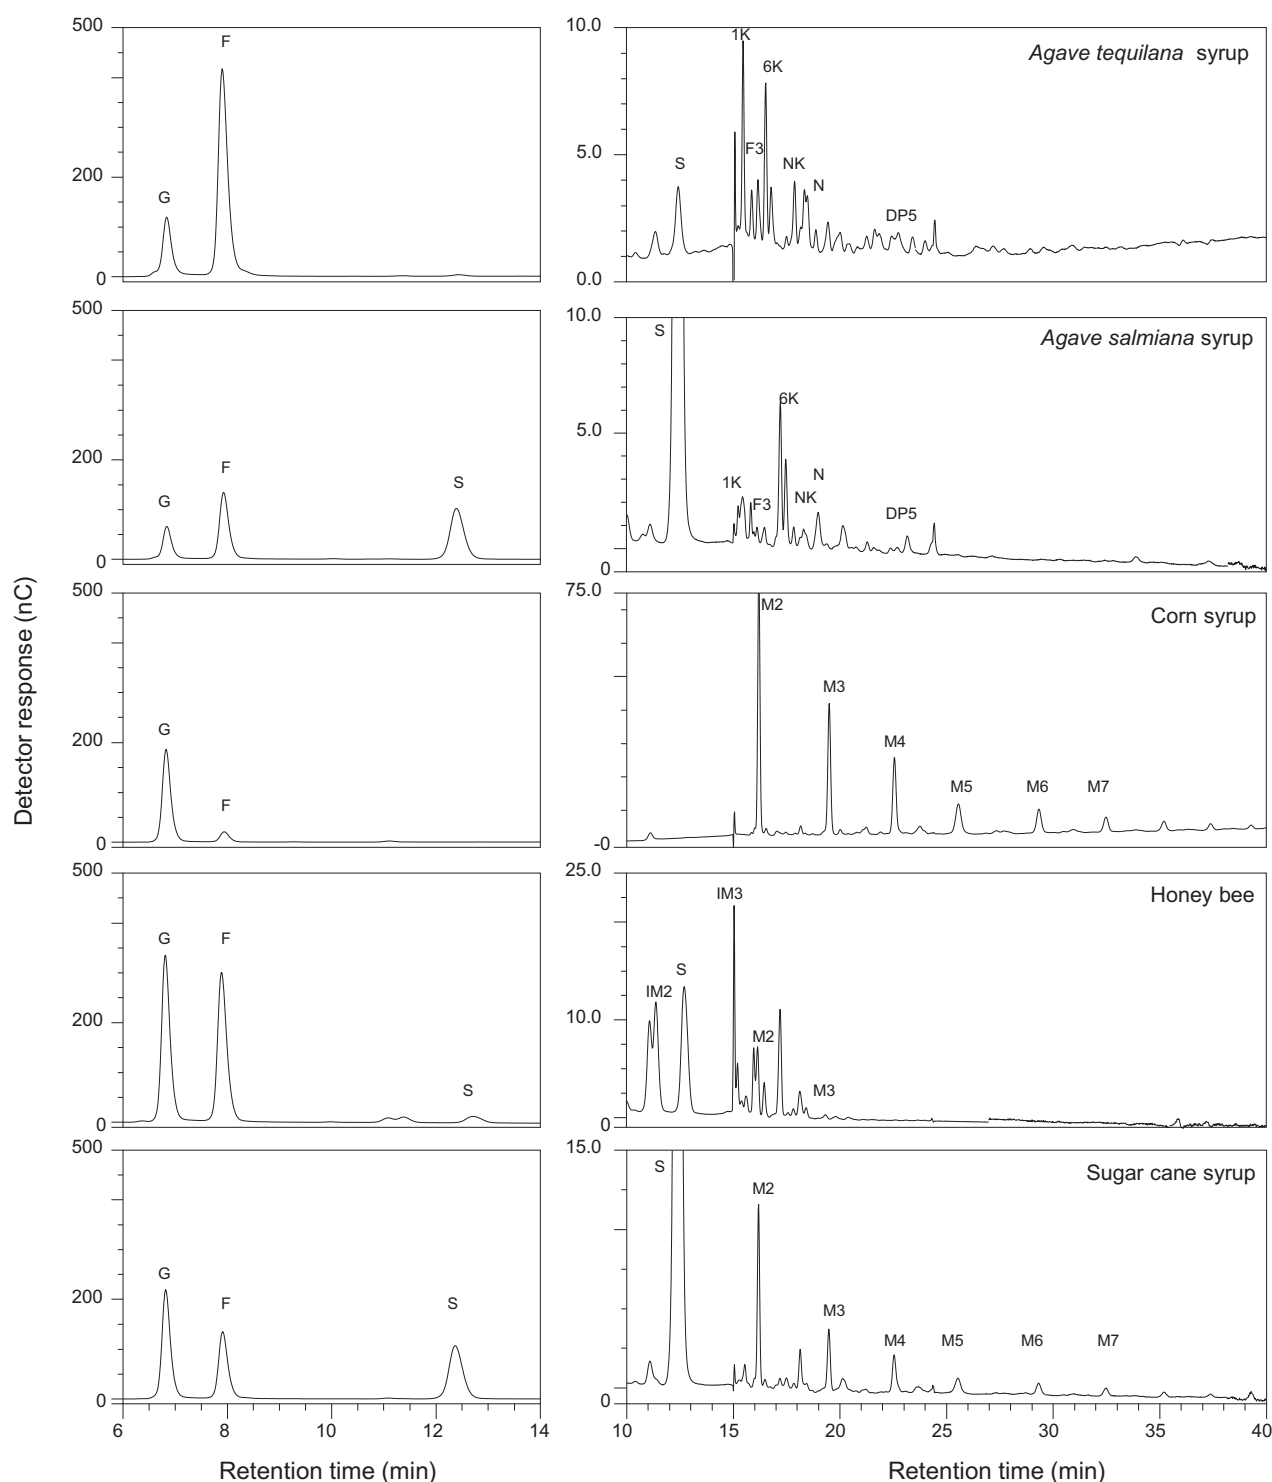 Detector response (nC)
500
200
0
G
F
10.0
5.0
0.0
Agave tequilana syrup
S
1K
F3
6K
NK
N
DP5
500
200
0
G
F
S
10.0
5.0
0
Agave salmiana syrup
S
1K
F3
6K
NK
N
DP5
500
200
0
G
F
75.0
-0
Corn syrup
M2
M3
M4
M5
M6
M7
500
200
0
G
F
S
25.0
10.0
0
Honey bee
IM2
S
IM3
M2
M3
500
200
0
G
F
S
15.0
0
Sugar cane syrup
S
M2
M3
M4
M5
M6
M7
6 8 10 12 14
10 15 20 25 30 35 40
Retention time (min)
Retention time (min)